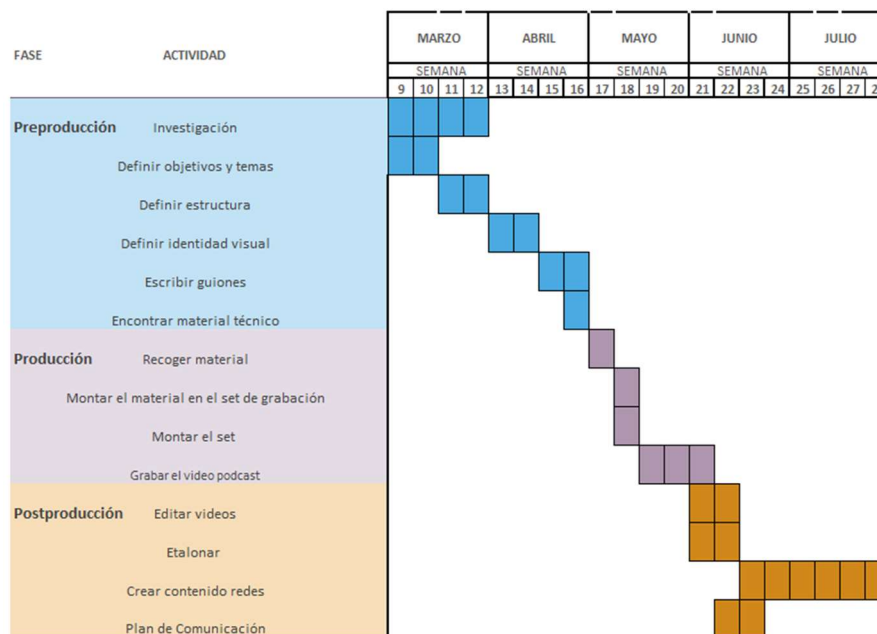 MARZO ABRIL MAYO JUNIO JULIO
FASE ACTIVIDAD
SEMANA SEMANA SEMANA SEMANA SEMANA
9 10 11 12 13 14 15 16 17 18 19 20 21 22 23 24 25 26 27
Preproducción Investigación
Definir objetivos y temas
Definir estructura
Definir identidad visual
Escribir guiones
Encontrar material técnico
Producción Recoger material
Montar el material en el set de grabación
Montar el set
Grabar el video podcast
Postproducción Editar videos
Etalonar
Crear contenido redes
Plan de Comunicación